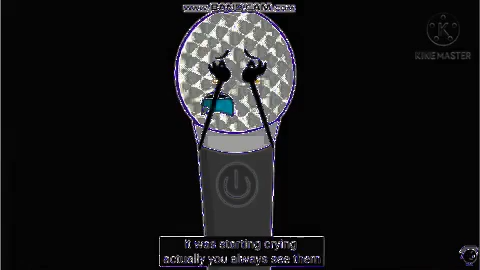 www.BANDICAM.com
KINEMASTER
it was starting crying
actually you always see them